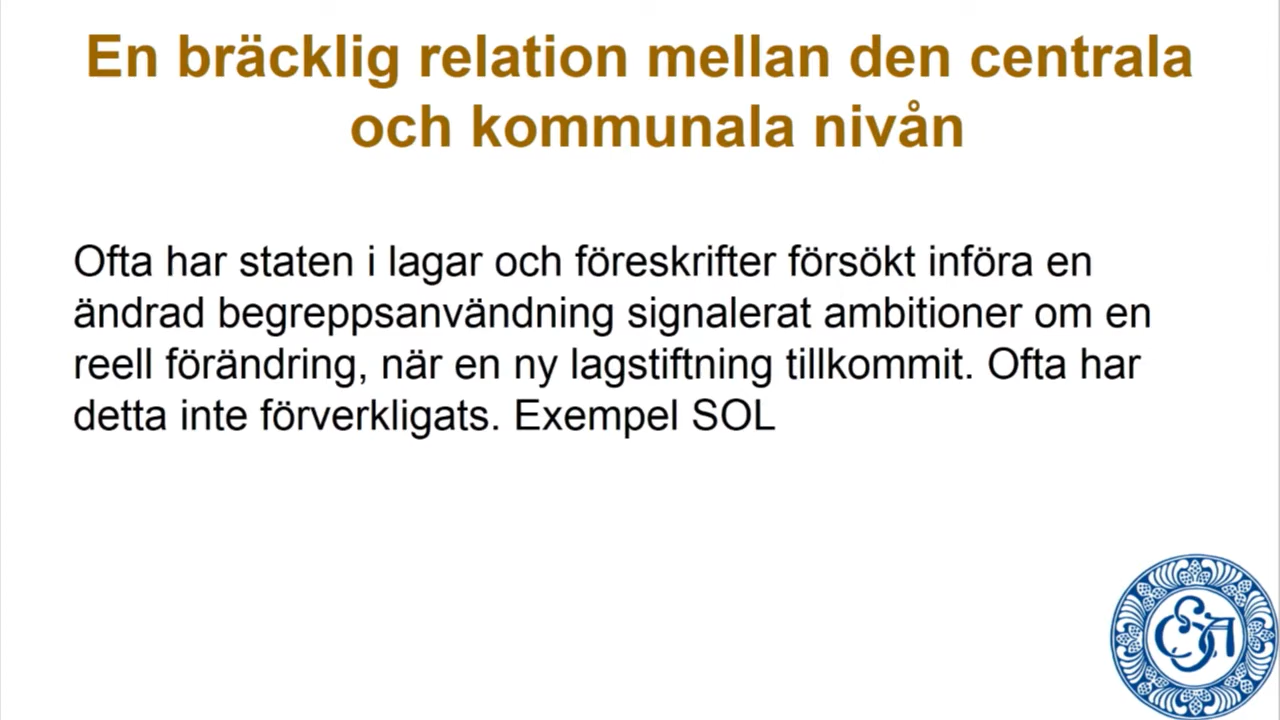 En bräcklig relation mellan den centrala
och kommunala nivån
Ofta har staten i lagar och föreskrifter försökt införa en
ändrad begreppsanvändning signalerat ambitioner om en
reell förändring, när en ny lagstiftning tillkommit. Ofta har
detta inte förverkligats. Exempel SOL